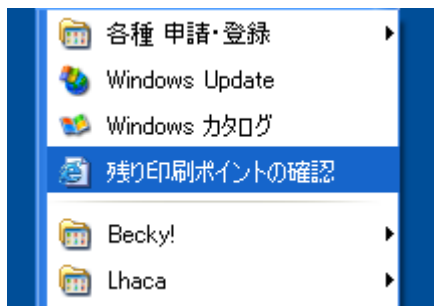 各種 申請・登録
Windows Update
Windows カタログ
残り印刷ポイントの確認
Becky!
Lhaca